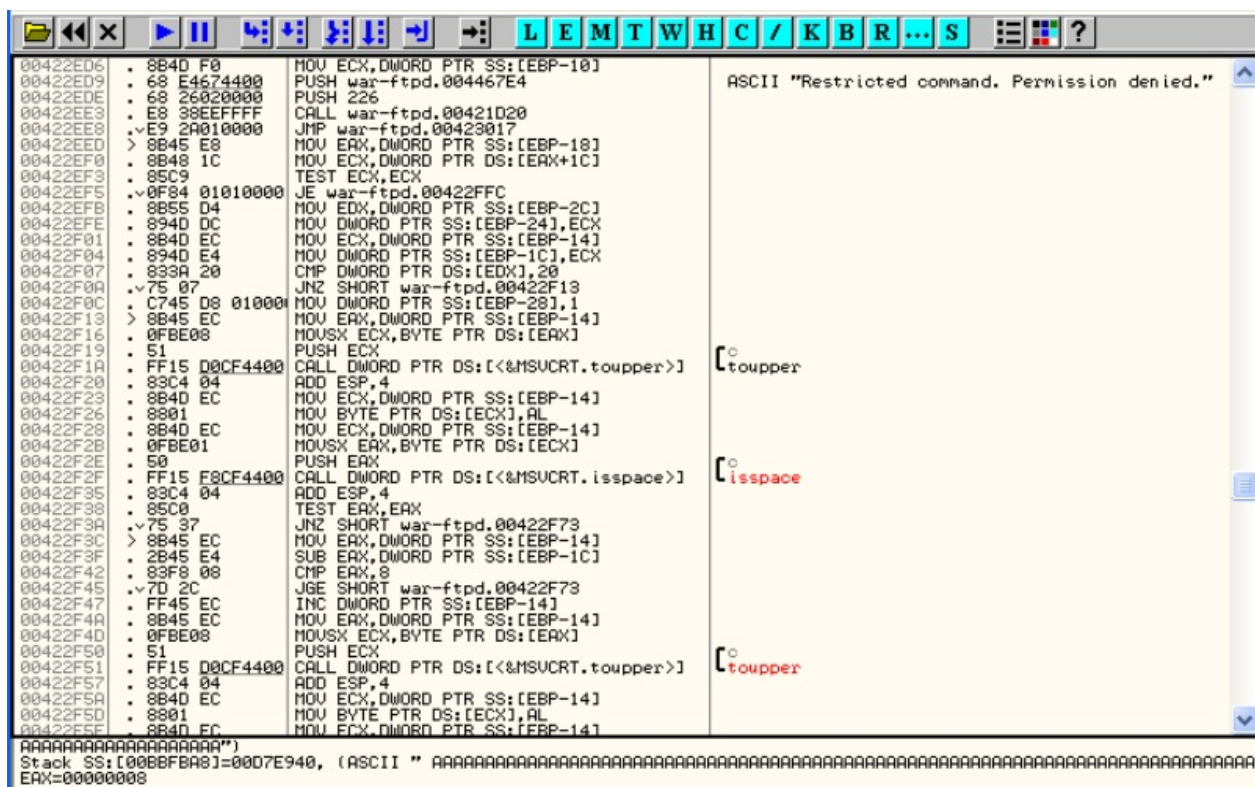 L E M T W H C / K B R ... S ?
00422ED6 . 8B4D F0 MOV ECX,DWORD PTR SS:[EBP-10]
00422ED9 . 68 E4674400 PUSH war-ftpd.004467E4 ASCII "Restricted command. Permission denied."
00422EDE . 68 26020000 PUSH 226
00422EE3 . E8 38EEFFFF CALL war-ftpd.00421D20
00422EE8 .vE9 2A010000 JMP war-ftpd.00423017
00422EED > 8B45 E8 MOV EAX,DWORD PTR SS:[EBP-18]
00422EF0 . 8B48 1C MOV ECX,DWORD PTR DS:[EAX+1C]
00422EF3 . 85C9 TEST ECX,ECX
00422EF5 .v0F84 01010000 JE war-ftpd.00422FFC
00422EFB . 8B55 D4 MOV EDX,DWORD PTR SS:[EBP-2C]
00422EFE . 894D DC MOV DWORD PTR SS:[EBP-24],ECX
00422F01 . 8B4D EC MOV ECX,DWORD PTR SS:[EBP-14]
00422F04 . 894D E4 MOV DWORD PTR SS:[EBP-1C],ECX
00422F07 . 833A 20 CMP DWORD PTR DS:[EDX],20
00422F0A .v75 07 JNZ SHORT war-ftpd.00422F13
00422F0C . C745 D8 01000 MOV DWORD PTR SS:[EBP-28],1
00422F13 > 8B45 EC MOV EAX,DWORD PTR SS:[EBP-14]
00422F16 . 0FBE08 MOVSX ECX,BYTE PTR DS:[EAX]
00422F19 . 51 PUSH ECX c
00422F1A . FF15 D0CF4400 CALL DWORD PTR DS:[<&MSVCRT.toupper>] toupper
00422F20 . 83C4 04 ADD ESP,4
00422F23 . 8B4D EC MOV ECX,DWORD PTR SS:[EBP-14]
00422F26 . 8801 MOV BYTE PTR DS:[ECX],AL
00422F28 . 8B4D EC MOV ECX,DWORD PTR SS:[EBP-14]
00422F2B . 0FBE01 MOVSX EAX,BYTE PTR DS:[ECX]
00422F2E . 50 PUSH EAX c
00422F2F . FF15 F8CF4400 CALL DWORD PTR DS:[<&MSVCRT.isspace>] isspace
00422F35 . 83C4 04 ADD ESP,4
00422F38 . 85C0 TEST EAX,EAX
00422F3A .v75 37 JNZ SHORT war-ftpd.00422F73
00422F3C > 8B45 EC MOV EAX,DWORD PTR SS:[EBP-14]
00422F3F . 2B45 E4 SUB EAX,DWORD PTR SS:[EBP-1C]
00422F42 . 83F8 08 CMP EAX,8
00422F45 .v7D 2C JGE SHORT war-ftpd.00422F73
00422F47 . FF45 EC INC DWORD PTR SS:[EBP-14]
00422F4A . 8B45 EC MOV EAX,DWORD PTR SS:[EBP-14]
00422F4D . 0FBE08 MOVSX ECX,BYTE PTR DS:[EAX]
00422F50 . 51 PUSH ECX c
00422F51 . FF15 D0CF4400 CALL DWORD PTR DS:[<&MSVCRT.toupper>] toupper
00422F57 . 83C4 04 ADD ESP,4
00422F5A . 8B4D EC MOV ECX,DWORD PTR SS:[EBP-14]
00422F5D . 8801 MOV BYTE PTR DS:[ECX],AL
00422F5F . 8B4D EC MOV ECX,DWORD PTR SS:[EBP-14]
AAAAAAAAAAAAAAAAAAAAA")
Stack SS:[00BBFBA8]=00D7E940, (ASCII " AAAAAAAAAAAAAAAAAAAAAAAAAAAAAAAAAAAAAAAAAAAAAAAAAAAAAAAAAAAAAAAAAAAAAAAAAAAAAAAAAAA
EAX=00000008